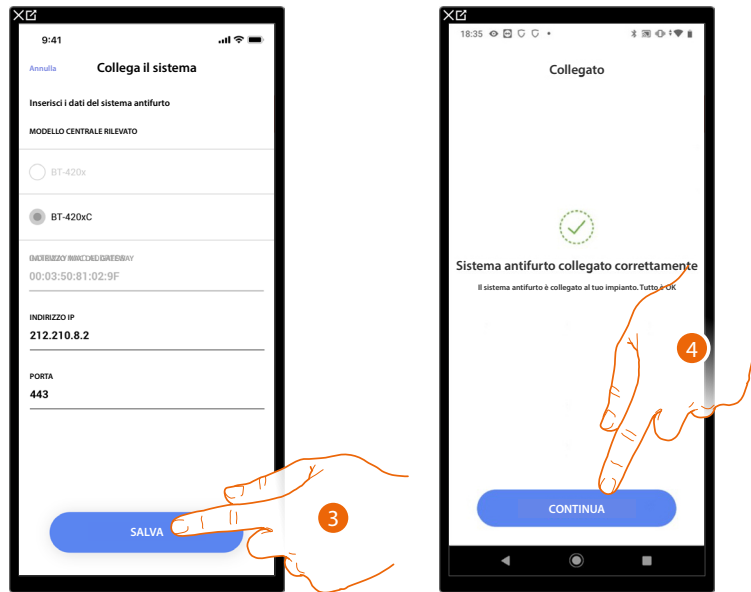 9:41
Annulla
Collega il sistema
Inserisci i dati del sistema antifurto
MODELLO CENTRALE RILEVATO
BT-420x
BT-420xC
00:03:50:81:02:9F
INDIRIZZO IP
212.210.8.2
PORTA
443
SALVA
3
18:35
Collegato
Sistema antifurto collegato correttamente
Il sistema antifurto è collegato al tuo impianto. Tutto è OK
4
CONTINUA